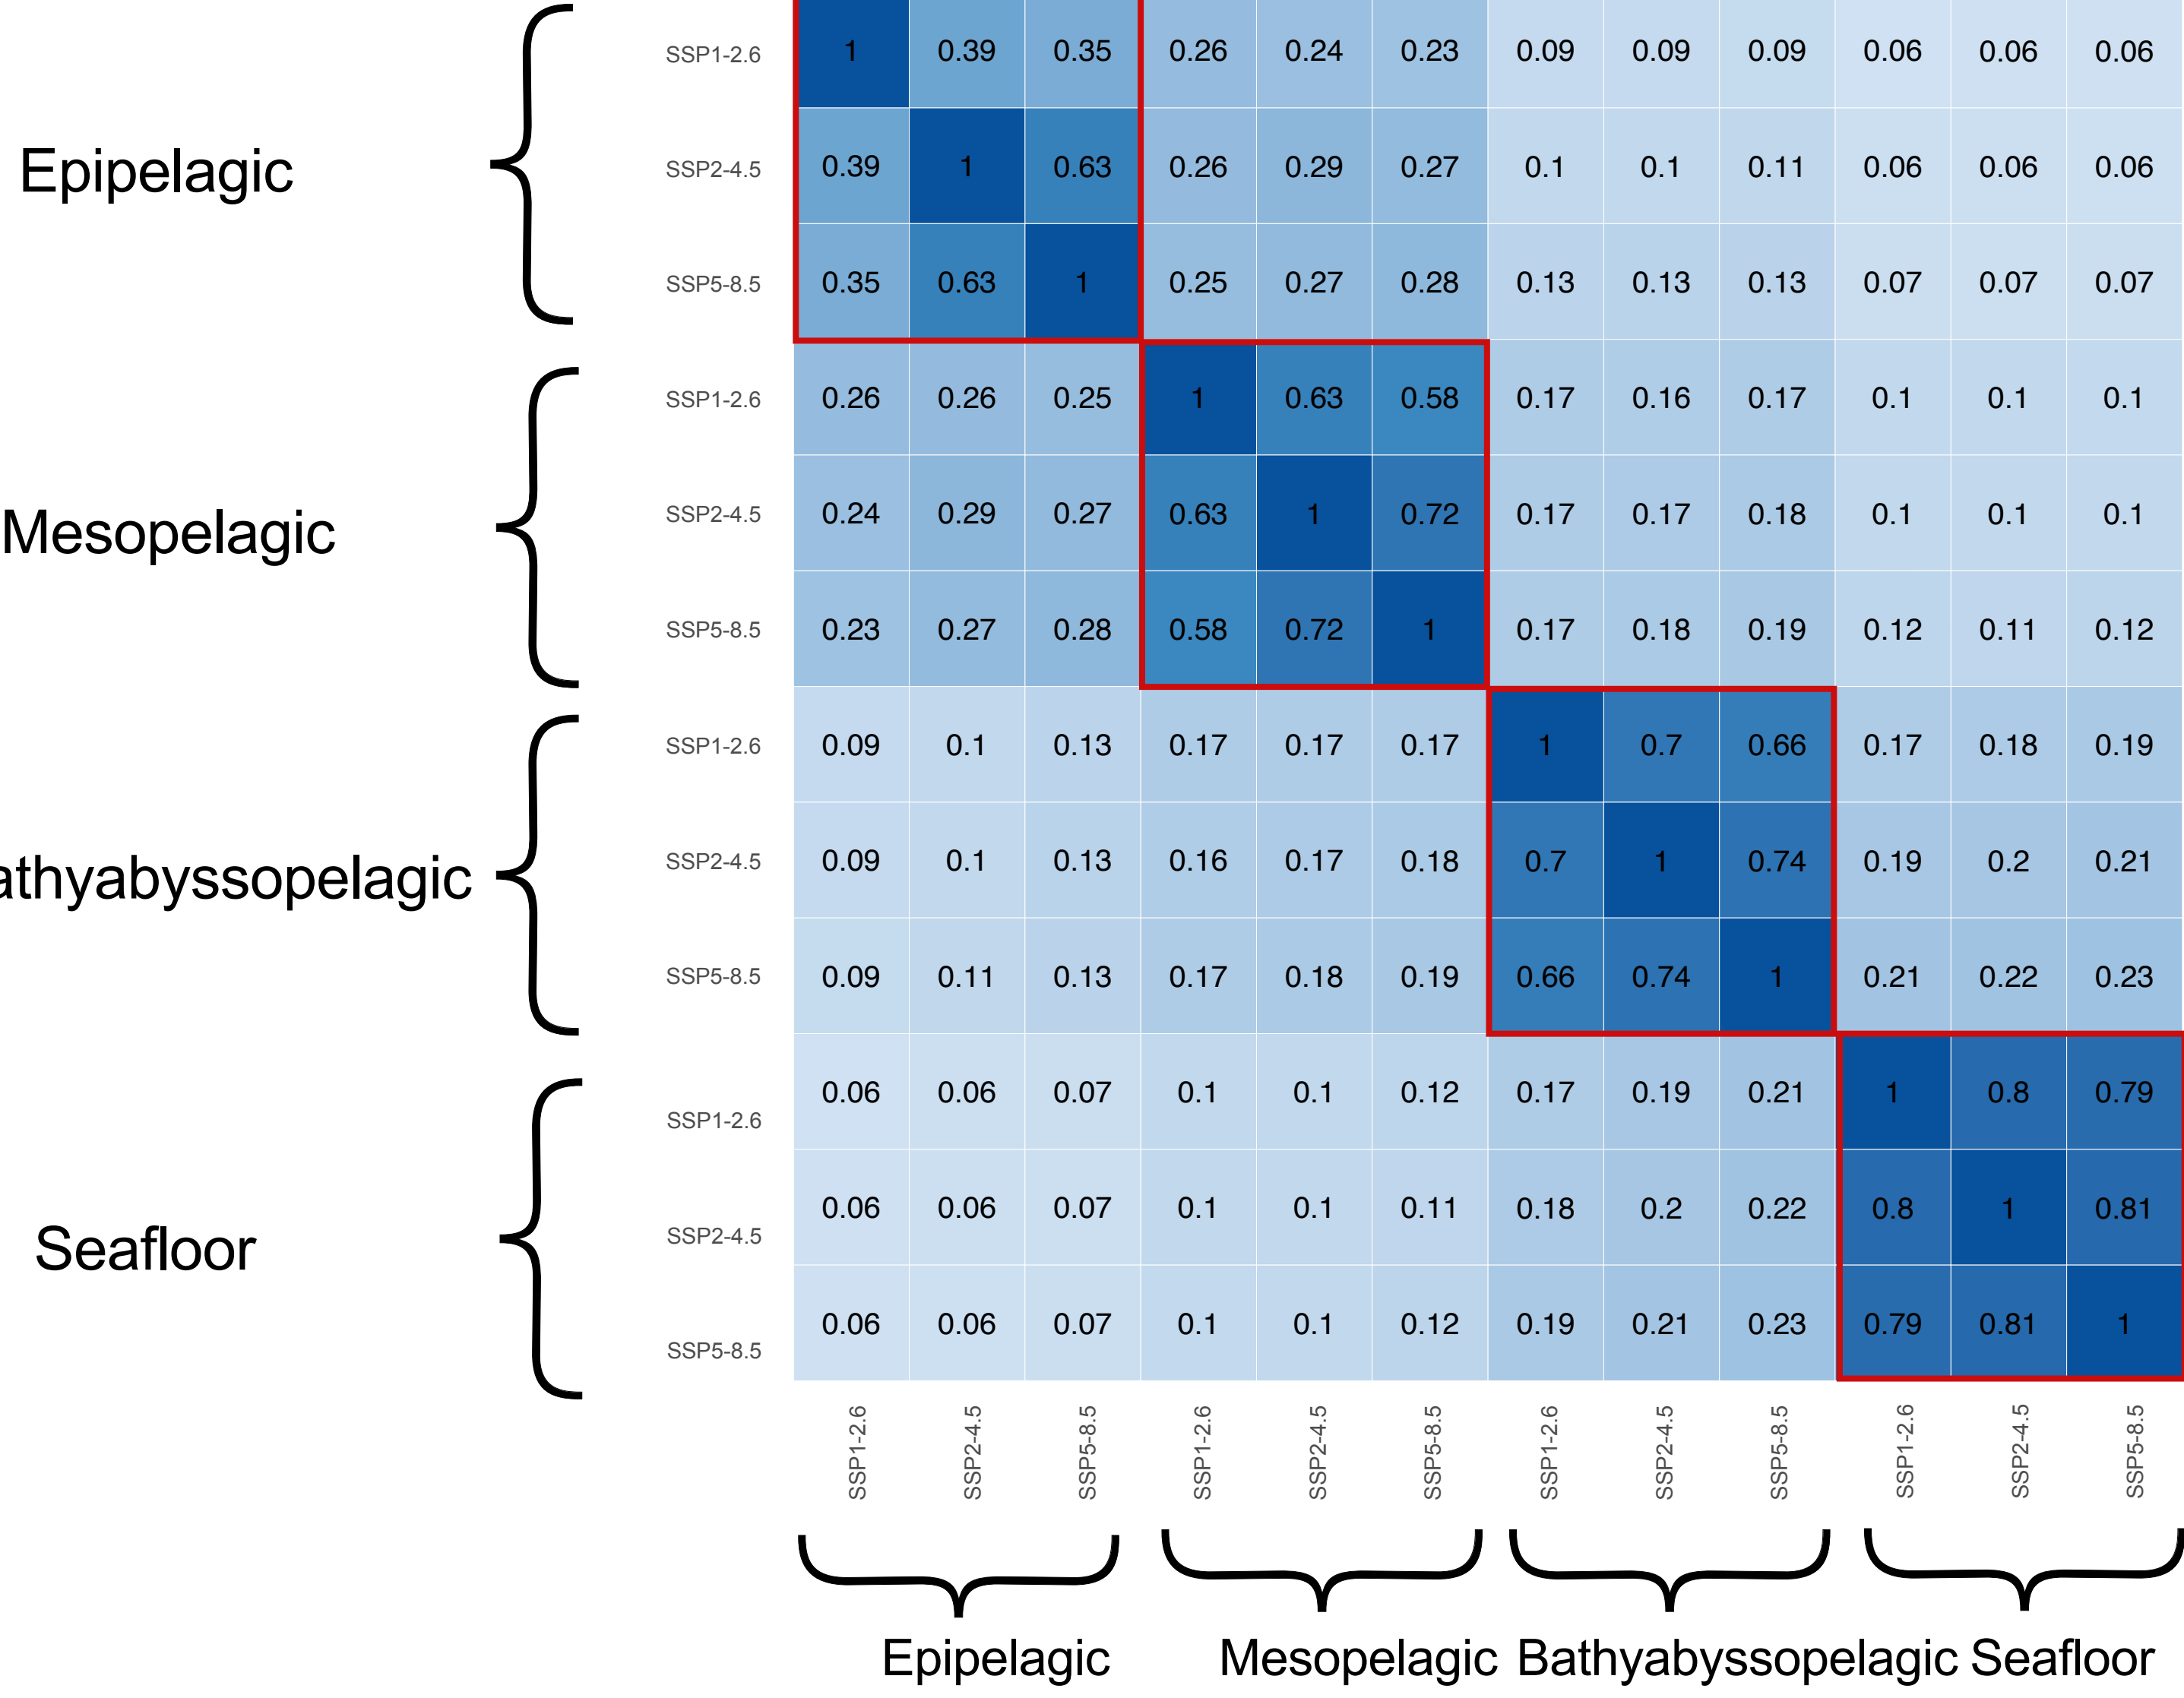 SSP1-2.6 1 0.39 0.35 0.26 0.24 0.23 0.09 0.09 0.09 0.06 0.06 0.06
Epipelagic SSP2-4.5 0.39 1 0.63 0.26 0.29 0.27 0.1 0.1 0.11 0.06 0.06 0.06
SSP5-8.5 0.35 0.63 1 0.25 0.27 0.28 0.13 0.13 0.13 0.07 0.07 0.07
SSP1-2.6 0.26 0.26 0.25 1 0.63 0.58 0.17 0.16 0.17 0.1 0.1 0.1
Mesopelagic SSP2-4.5 0.24 0.29 0.27 0.63 1 0.72 0.17 0.17 0.18 0.1 0.1 0.1
SSP5-8.5 0.23 0.27 0.28 0.58 0.72 1 0.17 0.18 0.19 0.12 0.11 0.12
SSP1-2.6 0.09 0.1 0.13 0.17 0.17 0.17 1 0.7 0.66 0.17 0.18 0.19
athyabyssopelagic SSP2-4.5 0.09 0.1 0.13 0.16 0.17 0.18 0.7 1 0.74 0.19 0.2 0.21
SSP5-8.5 0.09 0.11 0.13 0.17 0.18 0.19 0.66 0.74 1 0.21 0.22 0.23
SSP1-2.6 0.06 0.06 0.07 0.1 0.1 0.12 0.17 0.19 0.21 1 0.8 0.79
Seafloor SSP2-4.5 0.06 0.06 0.07 0.1 0.1 0.11 0.18 0.2 0.22 0.8 1 0.81
SSP5-8.5 0.06 0.06 0.07 0.1 0.1 0.12 0.19 0.21 0.23 0.79 0.81 1
SSP1-2.6 SSP2-4.5 SSP5-8.5 SSP1-2.6 SSP2-4.5 SSP5-8.5 SSP1-2.6 SSP2-4.5 SSP5-8.5 SSP1-2.6 SSP2-4.5 SSP5-8.5
Epipelagic Mesopelagic Bathyabyssopelagic Seafloor